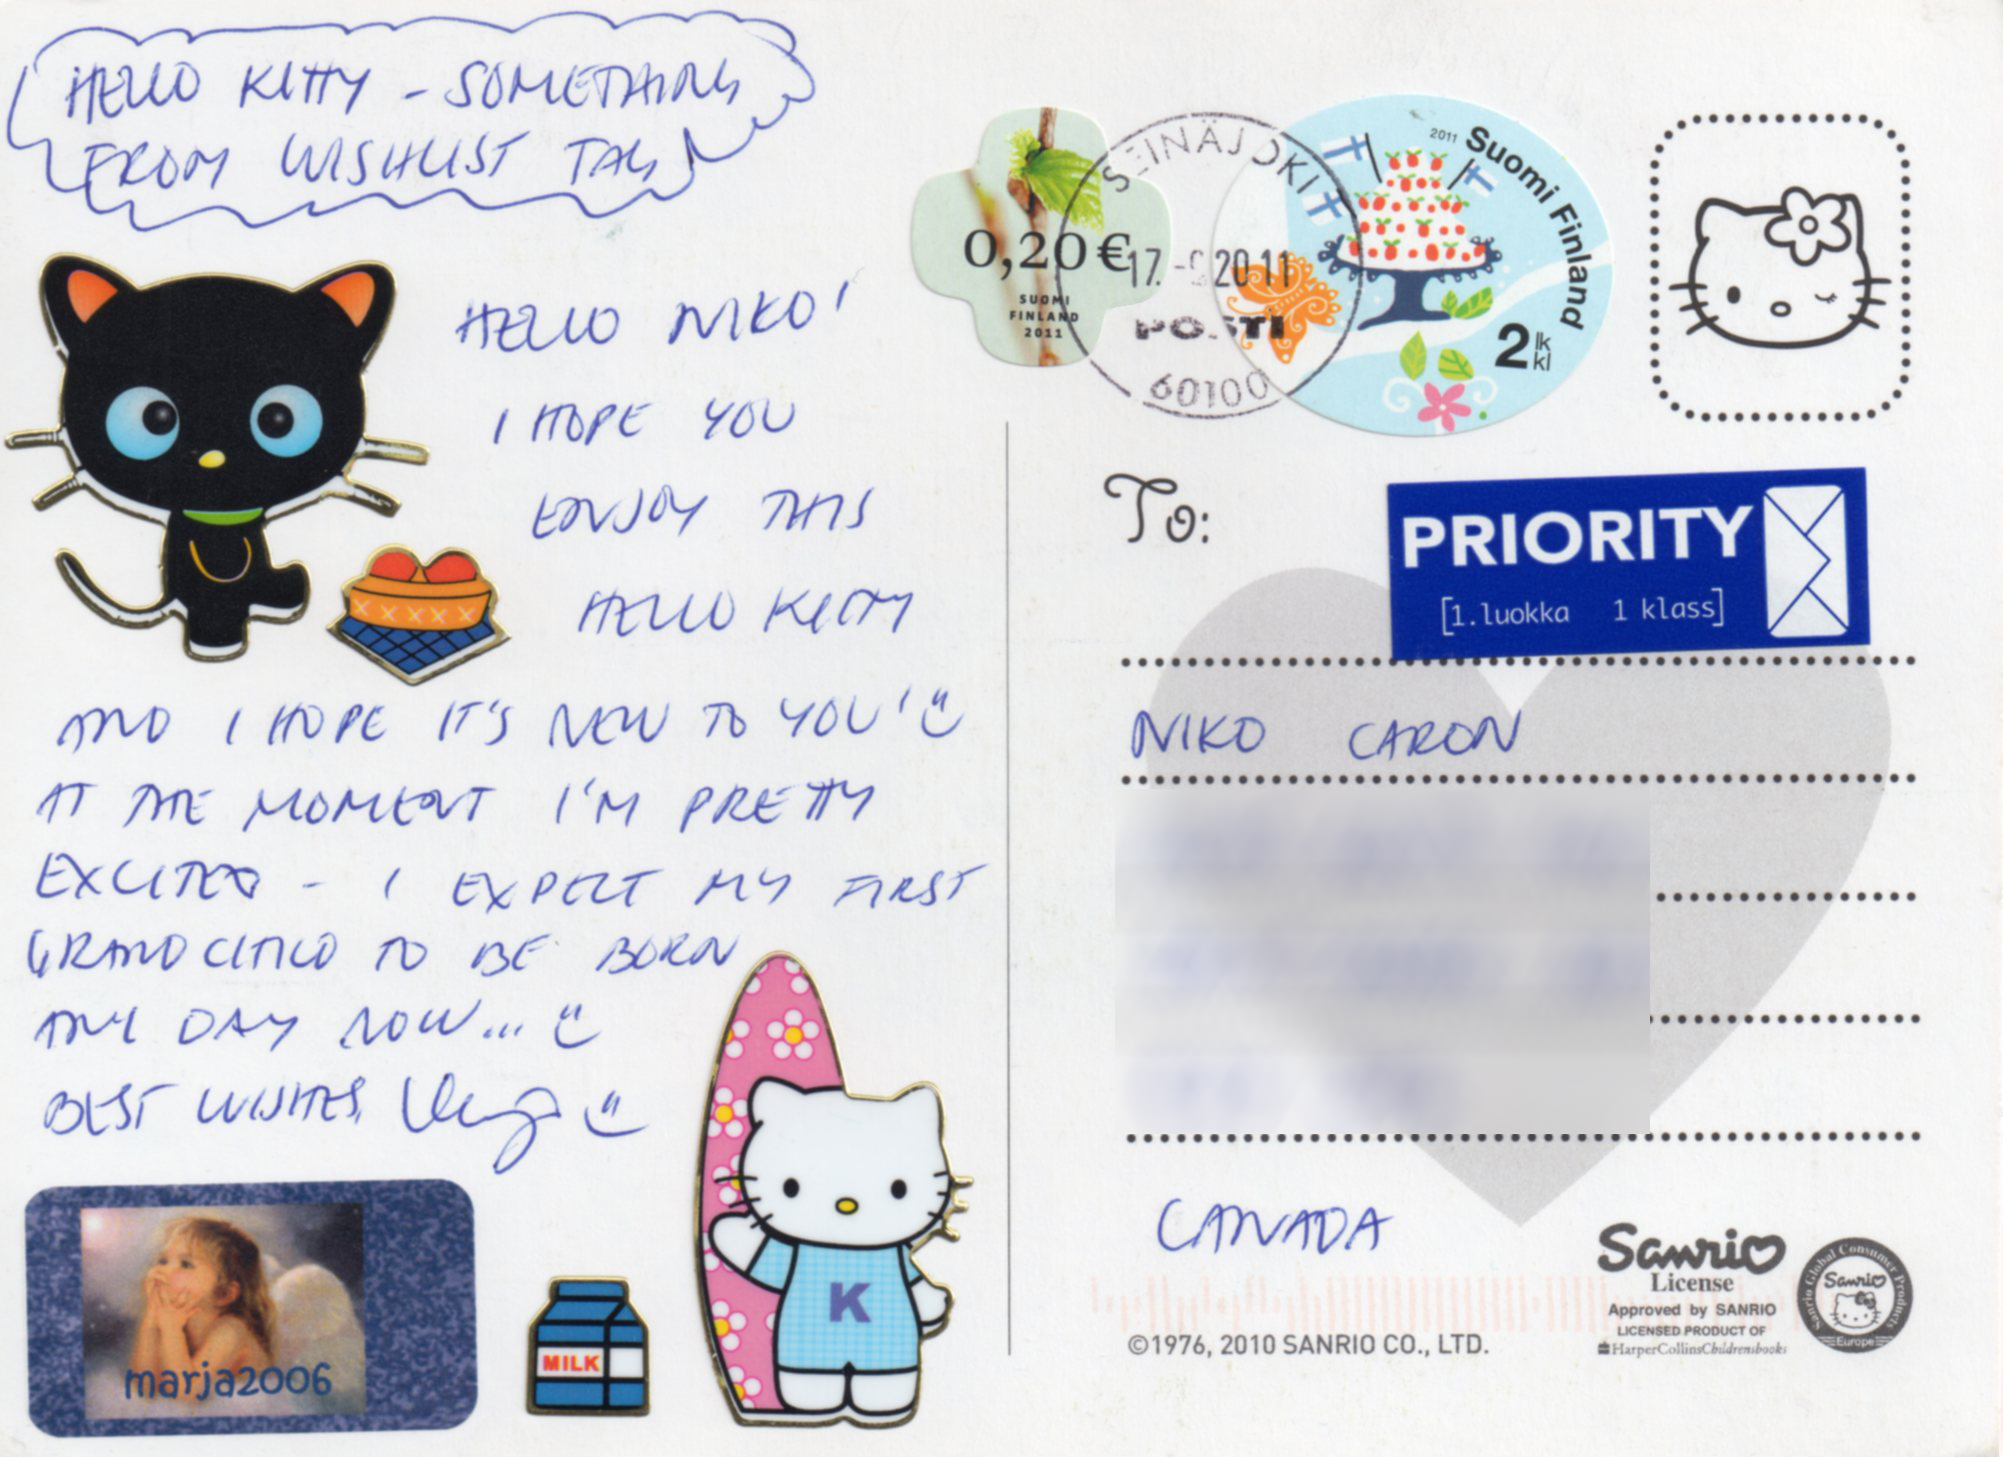 HELLO KITTY - SOMETHING
FROM WISHLIST TAG
HELLO NIKO!
I HOPE YOU
ENJOY THIS
HELLO KITTY
AND I HOPE IT'S NEW TO YOU!
AT THE MOMENT I'M PRETTY
EXCITED - I EXPECT MY FIRST
GRANDCHILD TO BE BORN
ANY DAY NOW...
BEST WISHES,
marja2006
MILK
K
0,20 €
SUOMI
FINLAND
2011
SEINÄJOKI
17. - 2011
POSTI
60100
2011 Suomi Finland
2 lk
kl
To:
PRIORITY
[1.luokka 1 klass]
NIKO CARON
CANADA
Sanrio
License
Approved by SANRIO
LICENSED PRODUCT OF
HarperCollinsChildrensbooks
Sanrio Global Consumer Products
Sanrio
Europe
©1976, 2010 SANRIO CO., LTD.